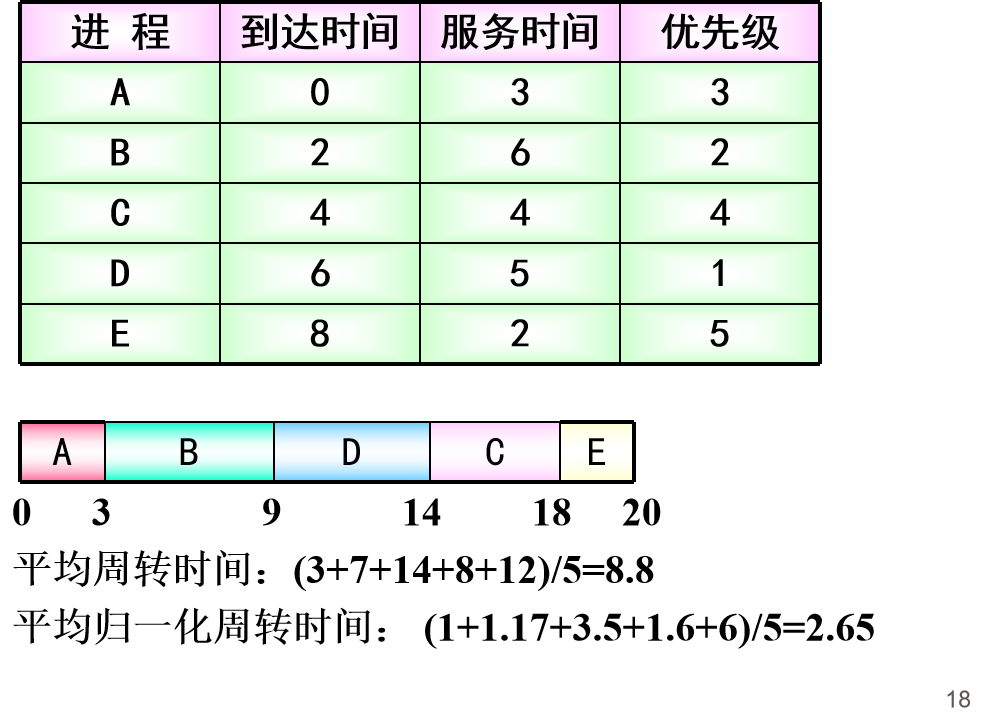 进 程 到达时间 服务时间 优先级
A 0 3 3
B 2 6 2
C 4 4 4
D 6 5 1
E 8 2 5
A B D C E
0 3 9 14 18 20
平均周转时间：(3+7+14+8+12)/5=8.8
平均归一化周转时间： (1+1.17+3.5+1.6+6)/5=2.65
18